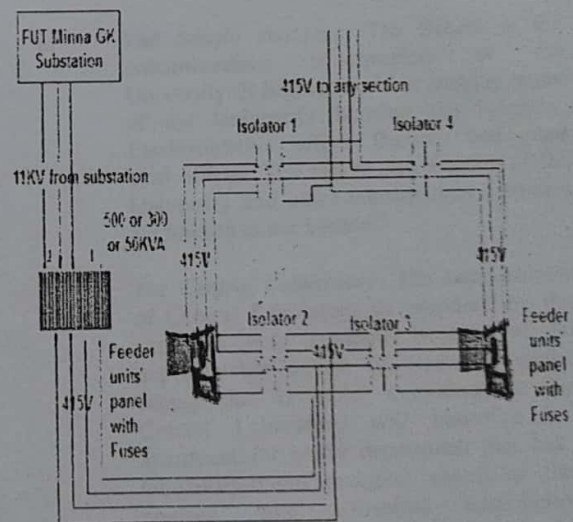 FUT Minna GK
Substation
415V to any section
Isolator 1
Isolator 4
11KV from substation
500 or 300
or 50KVA
415V
415V
Isolator 2
Isolator 3
415V
415V
Feeder
units'
panel
with
Fuses
Feeder
units'
panel
with
Fuses